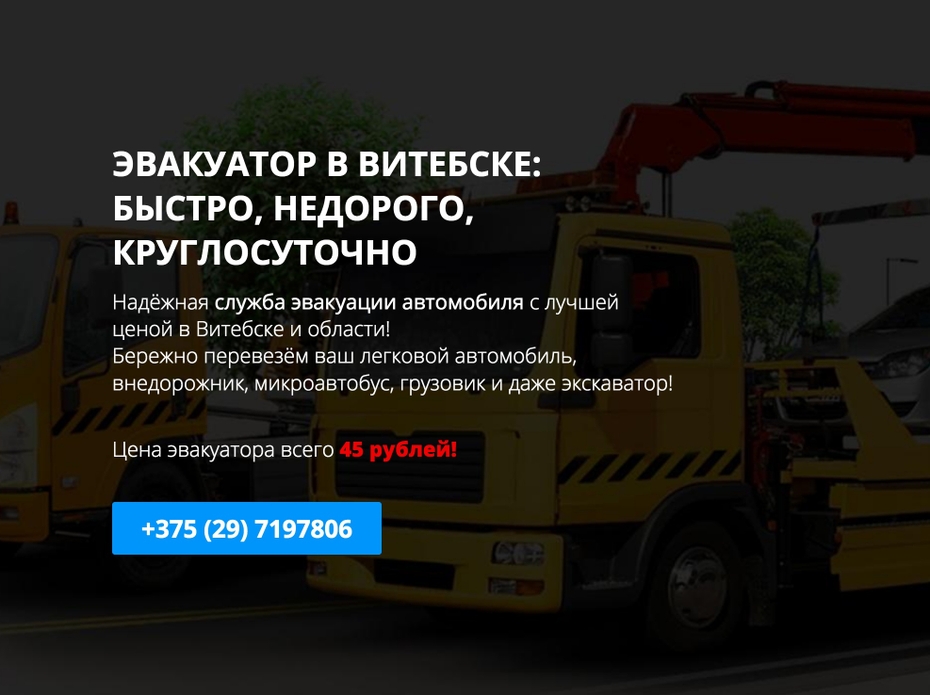 ЭВАКУАТОР В ВИТЕБСКЕ:
БЫСТРО, НЕДОРОГО,
КРУГЛОСУТОЧНО
Надёжная служба эвакуации автомобиля с лучшей
ценой в Витебске и области!
Бережно перевезём ваш легковой автомобиль,
внедорожник, микроавтобус, грузовик и даже экскаватор!
Цена эвакуатора всего 45 рублей!
+375 (29) 7197806